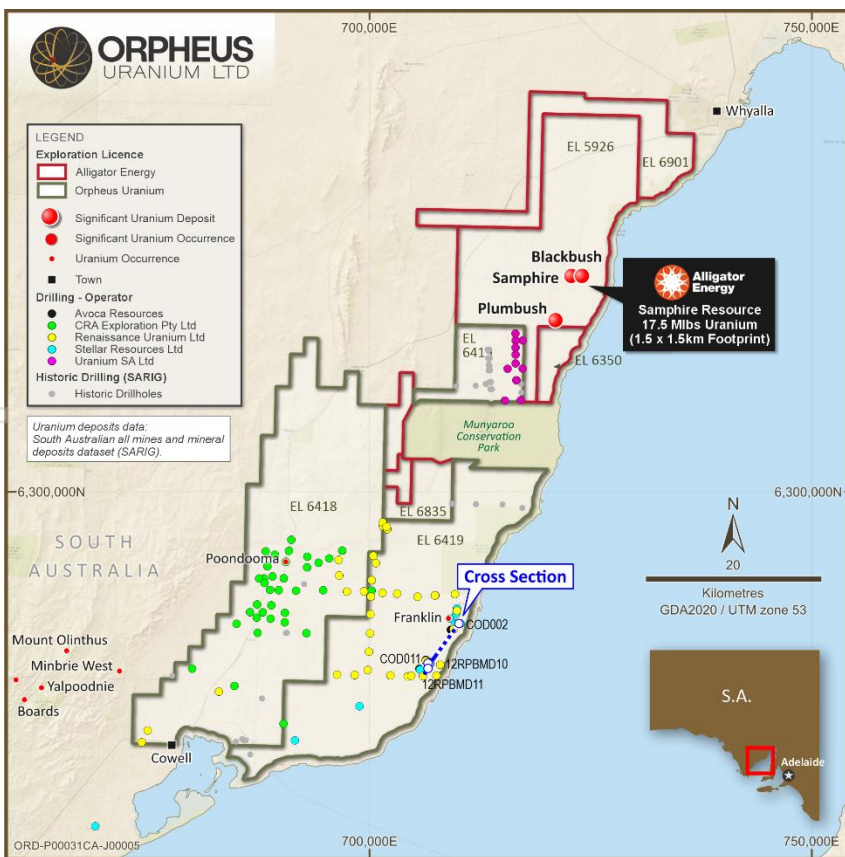 ORPHEUS
URANIUM LTD
700,000E
750,000E
Whyalla
LEGEND
Exploration Licence
Alligator Energy
Orpheus Uranium
Significant Uranium Deposit
Significant Uranium Occurrence
Uranium Occurrence
Town
Drilling - Operator
Avoca Resources
CRA Exploration Pty Ltd
Renaissance Uranium Ltd
Stellar Resources Ltd
Uranium SA Ltd
Historic Drilling (SARIG)
Historic Drillholes
Uranium deposits data:
South Australian all mines and mineral
deposits dataset (SARIG).
EL 5926
EL 6901
Blackbush
Samphire
Plumbush
Alligator
Energy
Samphire Resource
17.5 Mlbs Uranium
(1.5 x 1.5km Footprint)
EL
EL 6350
Munyaroo
Conservation
Park
6,300,000N
6,300,000N
EL 6418
EL 6835
EL 6419
SOUTH
AUSTRALIA
Poondooma
Cross Section
Franklin
COD002
COD011
12RPBMD10
12RPBMD11
Mount Olinthus
Minbrie West
Yalpoodnie
Boards
Cowell
N
20
Kilometres
GDA2020 / UTM zone 53
S.A.
Adelaide
ORD-P00031CA-J00005
700,000E
750,000E